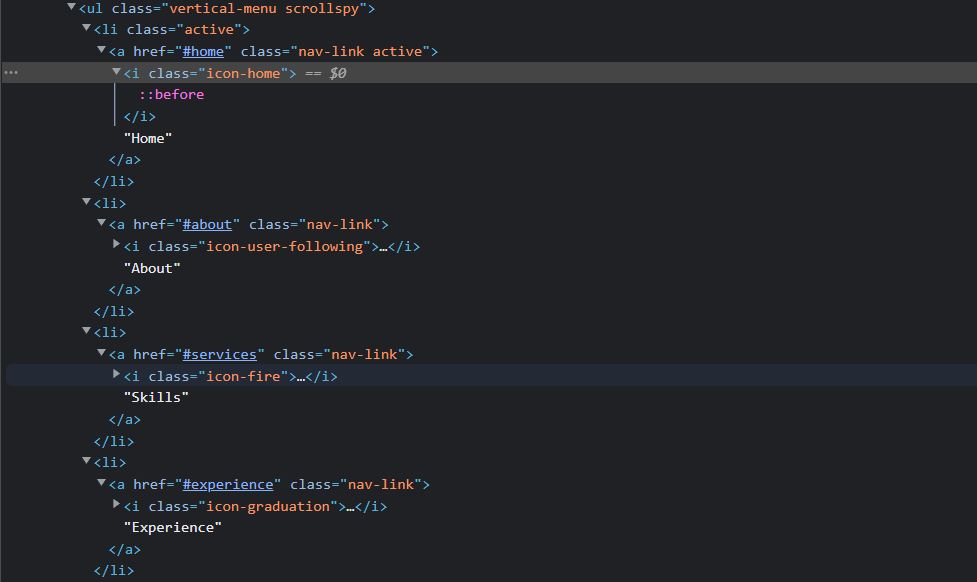 ▼<ul class="vertical-menu scrollspy">
▼<li class="active">
▼<a href="#home" class="nav-link active">
… ▼<i class="icon-home"> == $0
::before
</i>
"Home"
</a>
</li>
▼<li>
▼<a href="#about" class="nav-link">
▶<i class="icon-user-following">…</i>
"About"
</a>
</li>
▼<li>
▼<a href="#services" class="nav-link">
▶<i class="icon-fire">…</i>
"Skills"
</a>
</li>
▼<li>
▼<a href="#experience" class="nav-link">
▶<i class="icon-graduation">…</i>
"Experience"
</a>
</li>